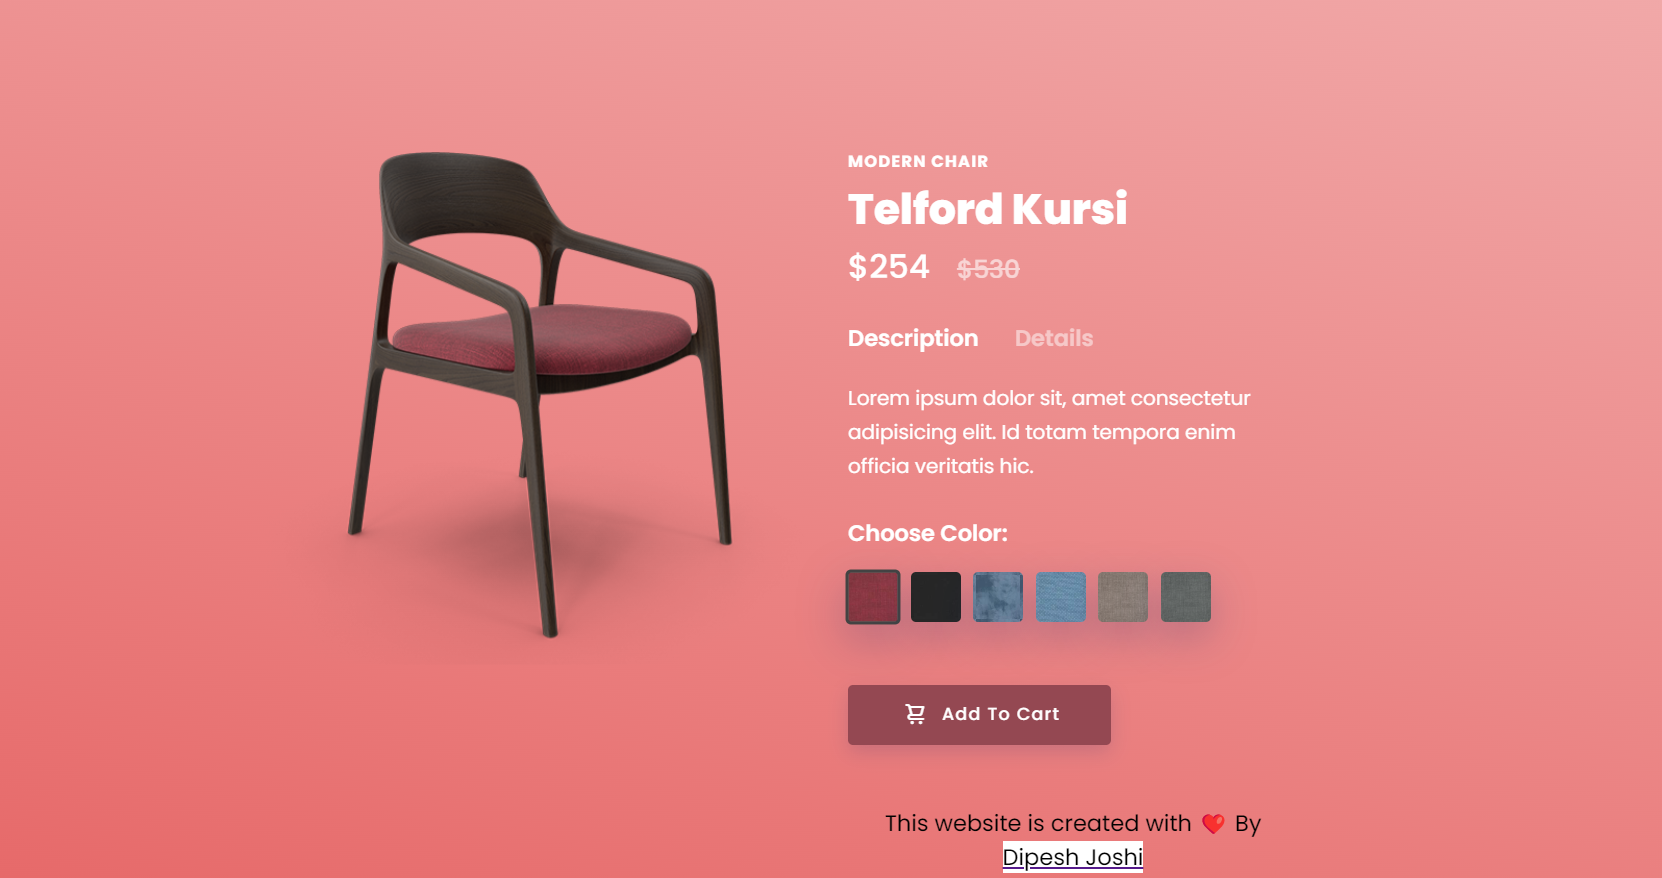 MODERN CHAIR
Telford Kursi
$254 $530
Description Details
Lorem ipsum dolor sit, amet consectetur
adipisicing elit. Id totam tempora enim
officia veritatis hic.
Choose Color:
Add To Cart
This website is created with ❤️ By
Dipesh Joshi